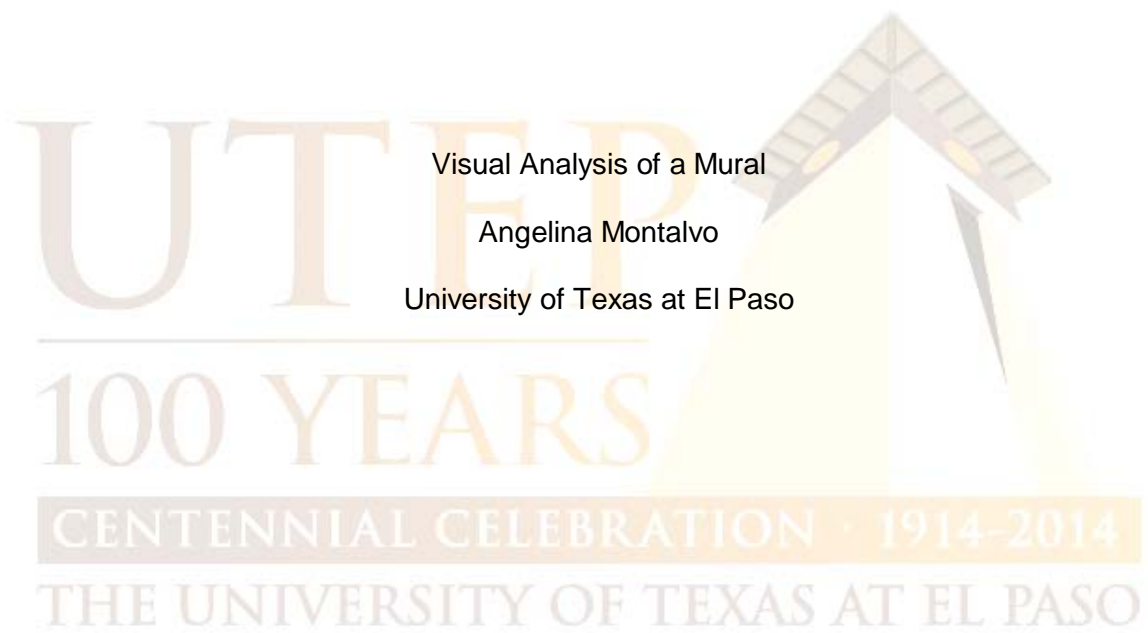 UTEP
Visual Analysis of a Mural
Angelina Montalvo
University of Texas at El Paso
100 YEARS
CENTENNIAL CELEBRATION · 1914-2014
THE UNIVERSITY OF TEXAS AT EL PASO